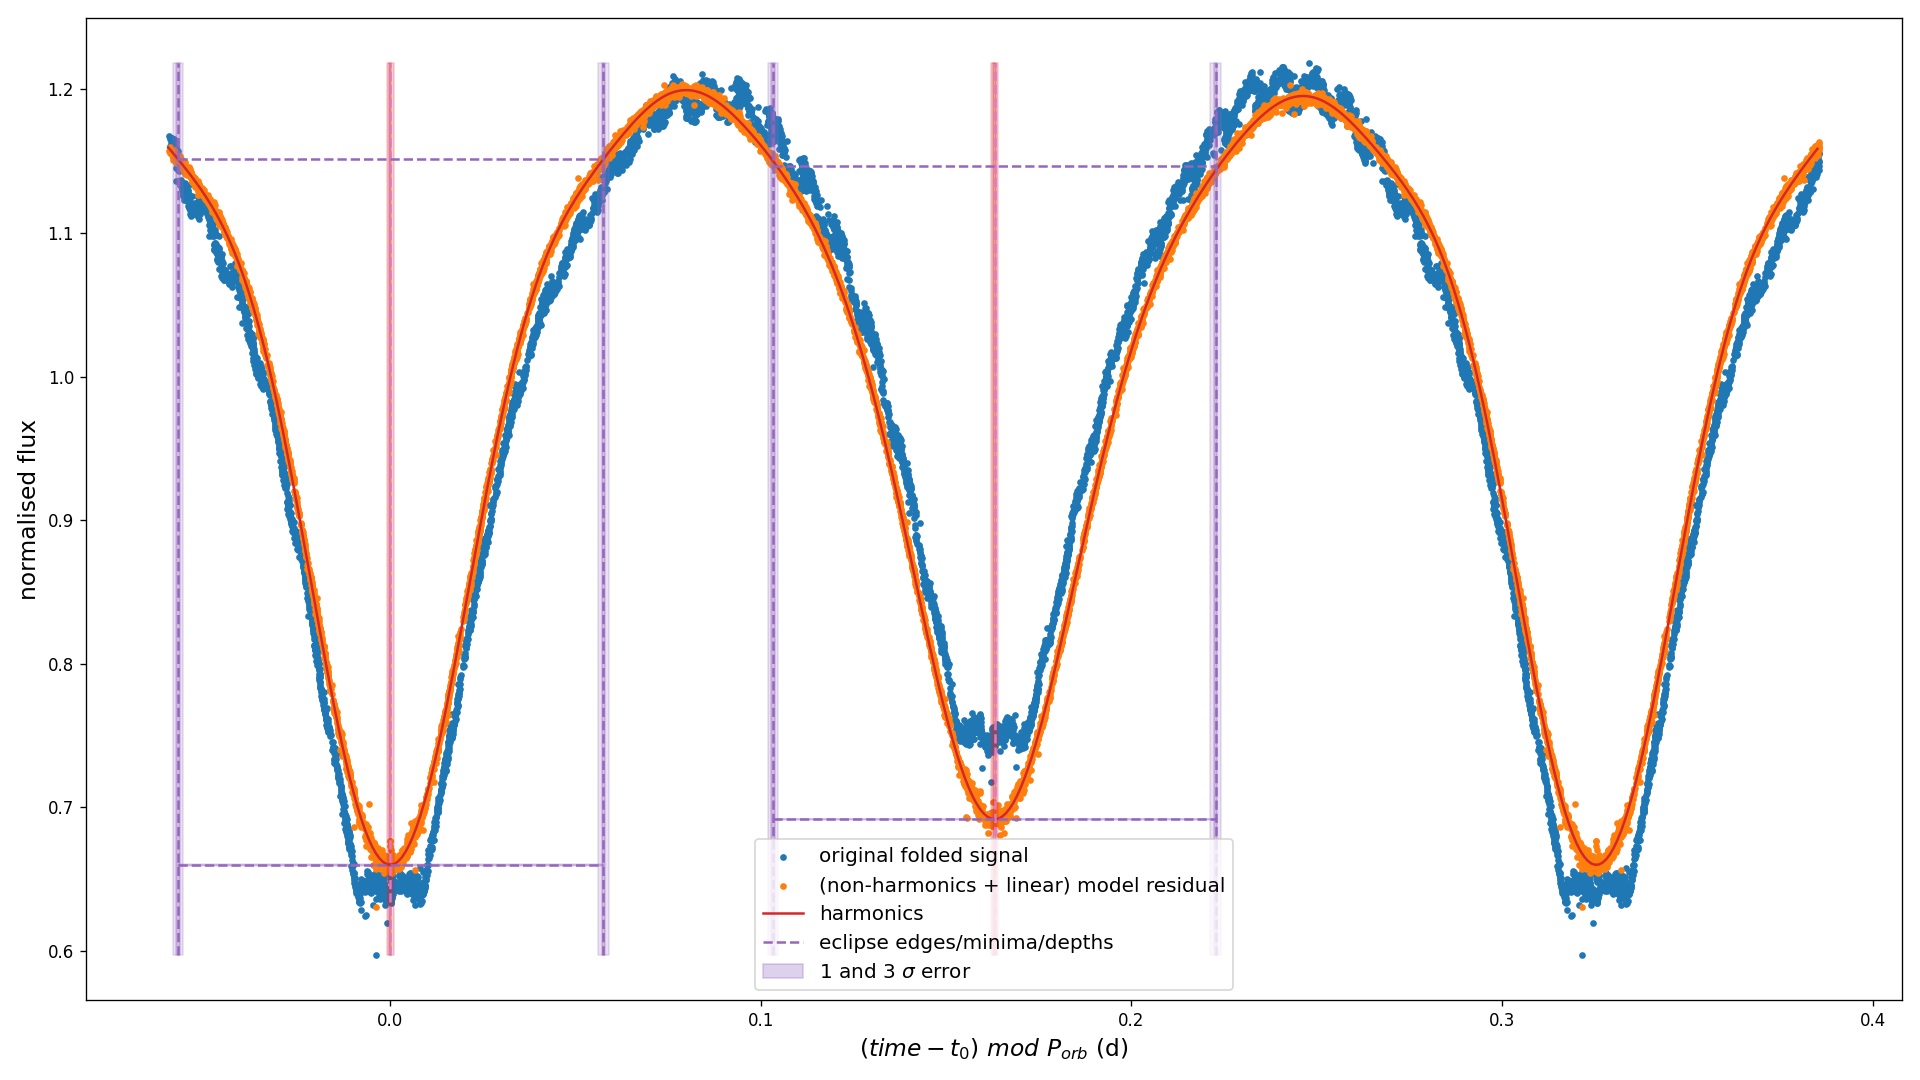 normalised flux
1.2
1.1
1.0
0.9
0.8
0.7
0.6
original folded signal
(non-harmonics + linear) model residual
harmonics
eclipse edges/minima/depths
1 and 3 σ error
0.0 0.1 0.2 0.3 0.4
(time − t₀) mod Pₒᵣb (d)